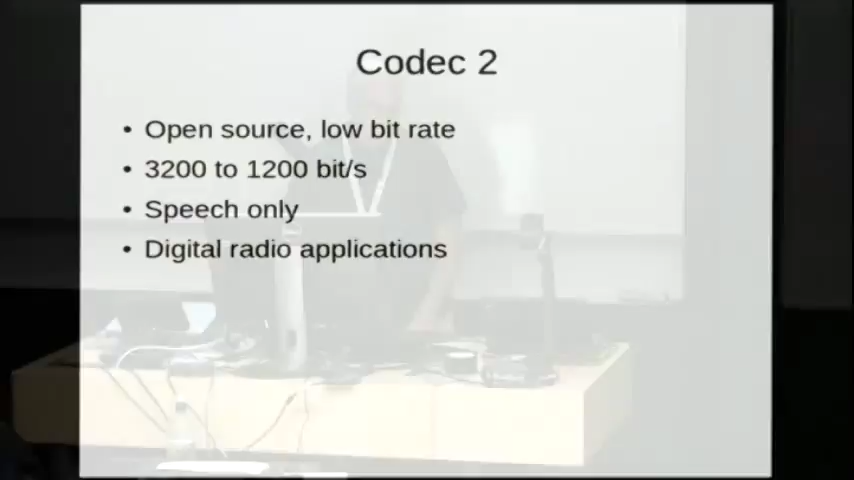 Codec 2
• Open source, low bit rate
• 3200 to 1200 bit/s
• Speech only
• Digital radio applications